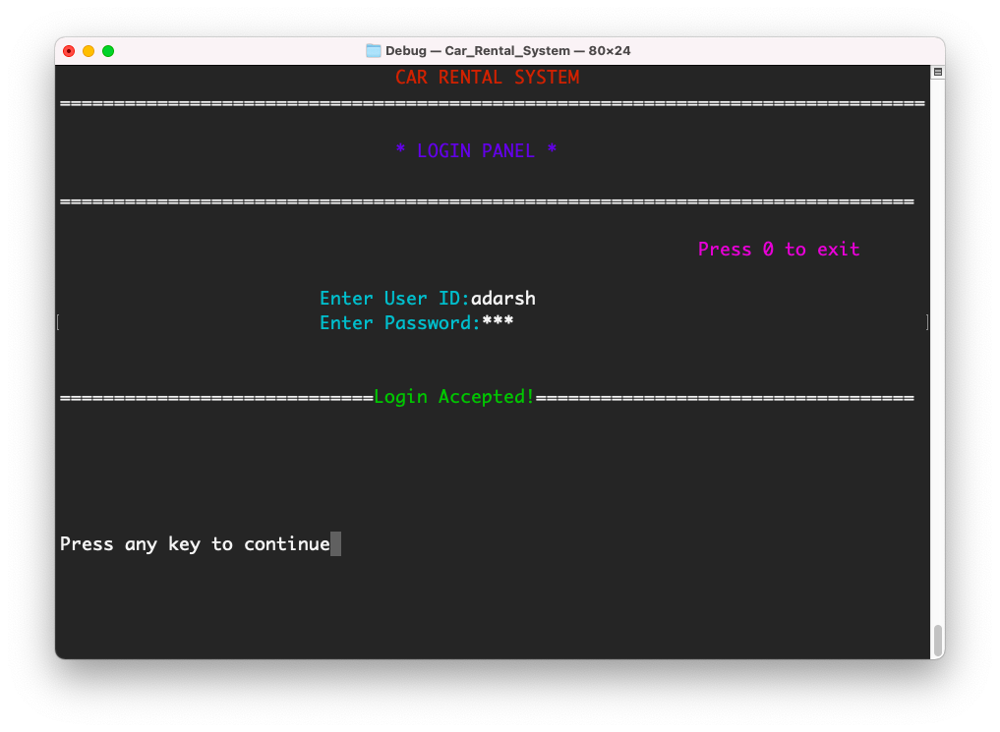 Debug — Car_Rental_System — 80×24
CAR RENTAL SYSTEM
================================================================================
* LOGIN PANEL *
===============================================================================
Press 0 to exit
Enter User ID:adarsh
Enter Password:***
=============================Login Accepted!===================================
Press any key to continue